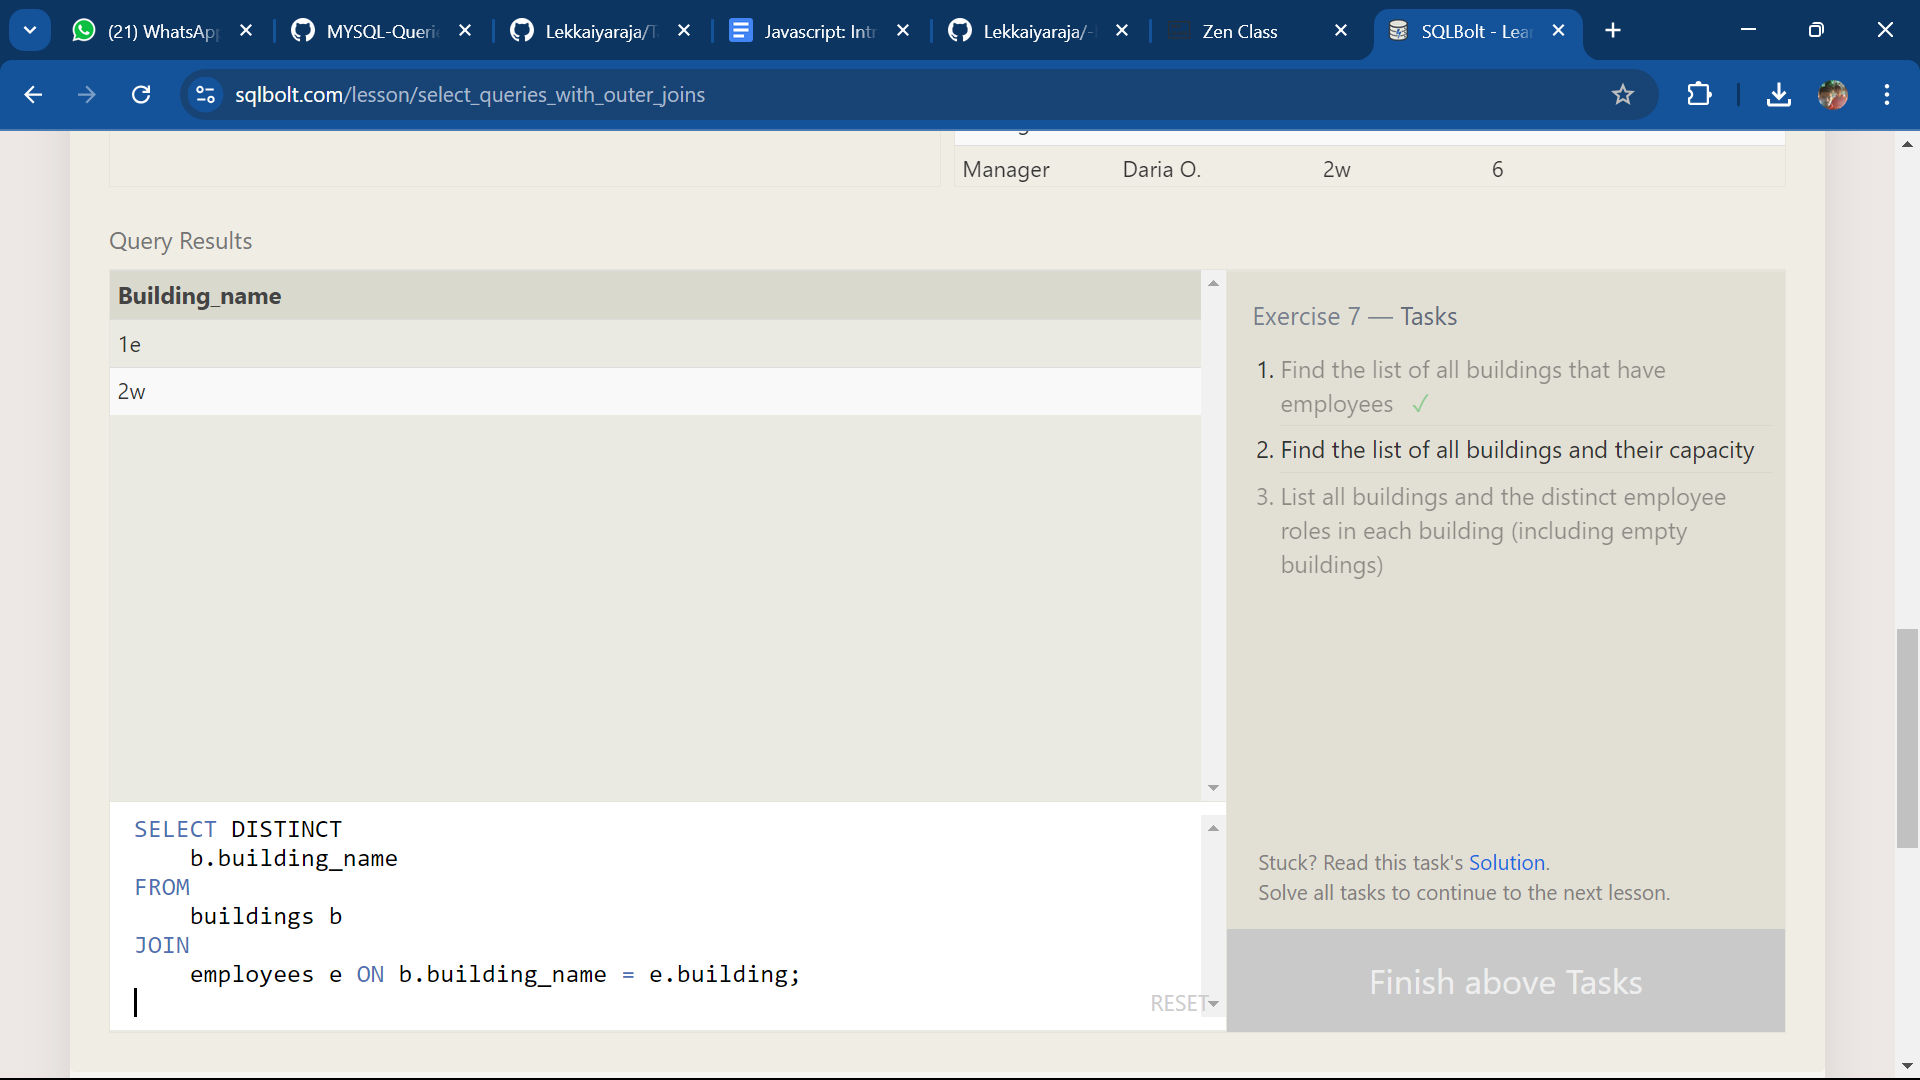 (21) WhatsApp
MYSQL-Queri
Lekkaiyaraja/T
Javascript: Int
Lekkaiyaraja/-
Zen Class
SQLBolt - Lear
sqlbolt.com/lesson/select_queries_with_outer_joins
Manager Daria O. 2w 6
Query Results
Building_name
1e
2w
Exercise 7 — Tasks
1. Find the list of all buildings that have
employees ✓
2. Find the list of all buildings and their capacity
3. List all buildings and the distinct employee
roles in each building (including empty
buildings)
SELECT DISTINCT
b.building_name
FROM
buildings b
JOIN
employees e ON b.building_name = e.building;
RESET
Stuck? Read this task's Solution.
Solve all tasks to continue to the next lesson.
Finish above Tasks